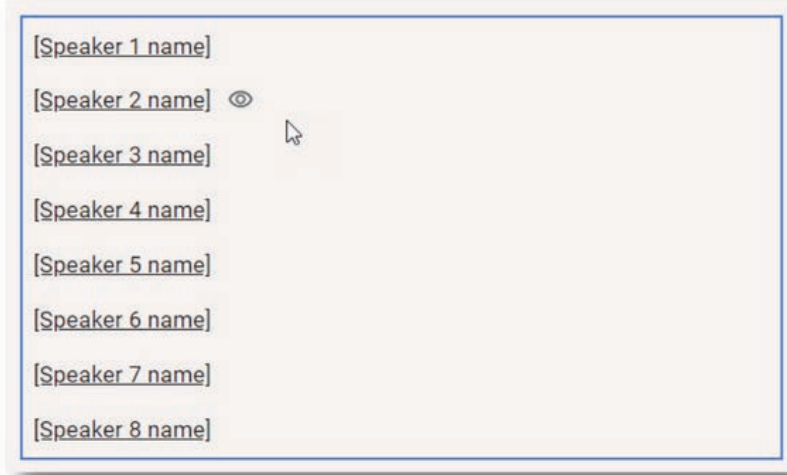 [Speaker 1 name]
[Speaker 2 name]
[Speaker 3 name]
[Speaker 4 name]
[Speaker 5 name]
[Speaker 6 name]
[Speaker 7 name]
[Speaker 8 name]